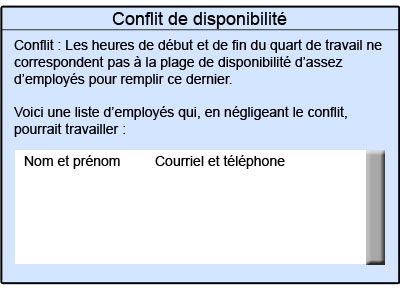 Conflit de disponibilité
Conflit : Les heures de début et de fin du quart de travail ne
correspondent pas à la plage de disponibilité d'assez
d'employés pour remplir ce dernier.
Voici une liste d'employés qui, en négligeant le conflit,
pourrait travailler :
Nom et prénom Courriel et téléphone